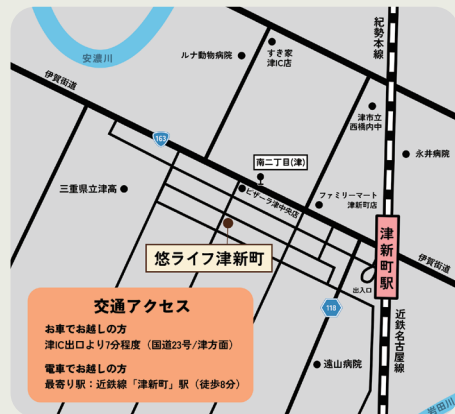 紀勢本線
安濃川
ルナ動物病院
すき家
津IC店
伊賀街道
津市立
西橋内中
163
永井病院
南二丁目(津)
三重県立津高
ピザーラ津中央店
ファミリーマート
津新町店
津新町駅
悠ライフ津新町
伊賀街道
出入口
118
近鉄名古屋線
遠山病院
岩田川
交通アクセス
お車でお越しの方
津IC出口より7分程度(国道23号/津方面)
電車でお越しの方
最寄り駅:近鉄線「津新町」駅(徒歩8分)